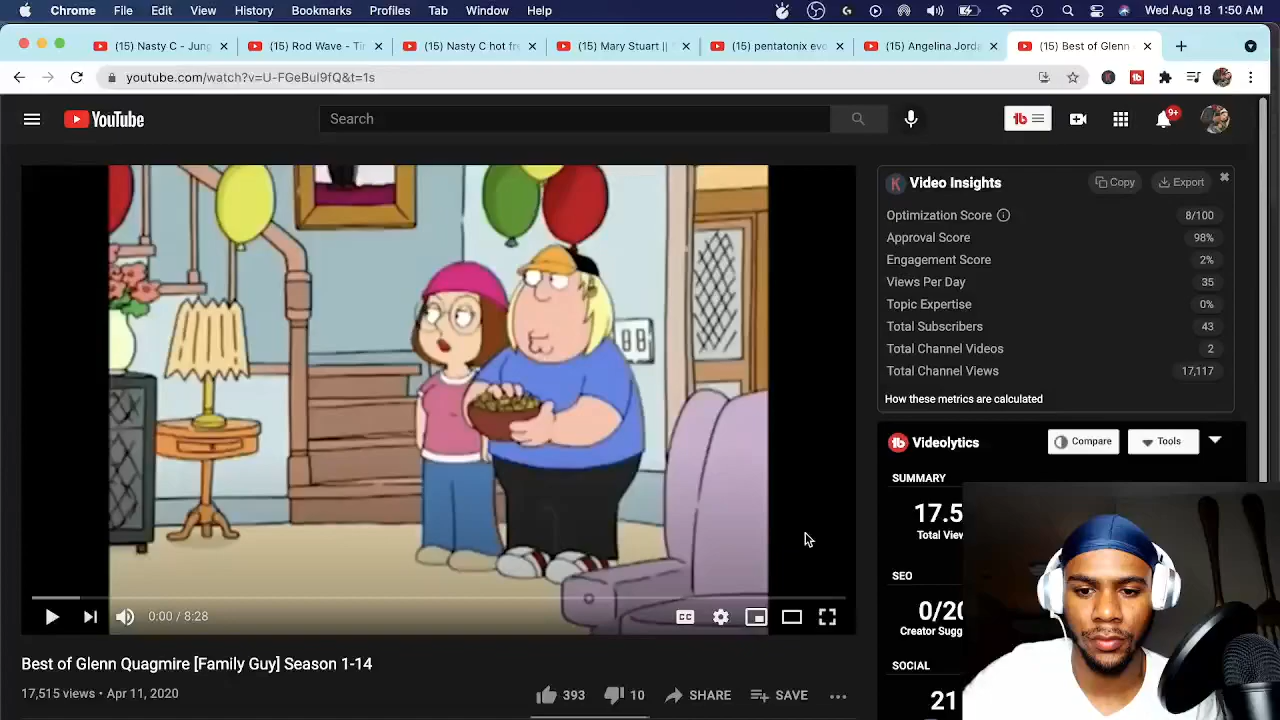 Chrome File Edit View History Bookmarks Profiles Tab Window Help Wed Aug 18 1:50 AM
(15) Nasty C - Jung
(15) Rod Wave - Tir
(15) Nasty C hot fr
(15) Mary Stuart ||
(15) pentatonix evo
(15) Angelina Jorda
(15) Best of Glenn
youtube.com/watch?v=U-FGeBul9fQ&t=1s
YouTube
Search
9+
Video Insights
Copy
Export
Optimization Score 8/100
Approval Score 98%
Engagement Score 2%
Views Per Day 35
Topic Expertise 0%
Total Subscribers 43
Total Channel Videos 2
Total Channel Views 17,117
How these metrics are calculated
Videolytics
Compare
Tools
SUMMARY
17.5
Total View
SEO
0/20
Creator Sugg
SOCIAL
21
0:00 / 8:28
CC
Best of Glenn Quagmire [Family Guy] Season 1-14
17,515 views • Apr 11, 2020
393
10
SHARE
SAVE